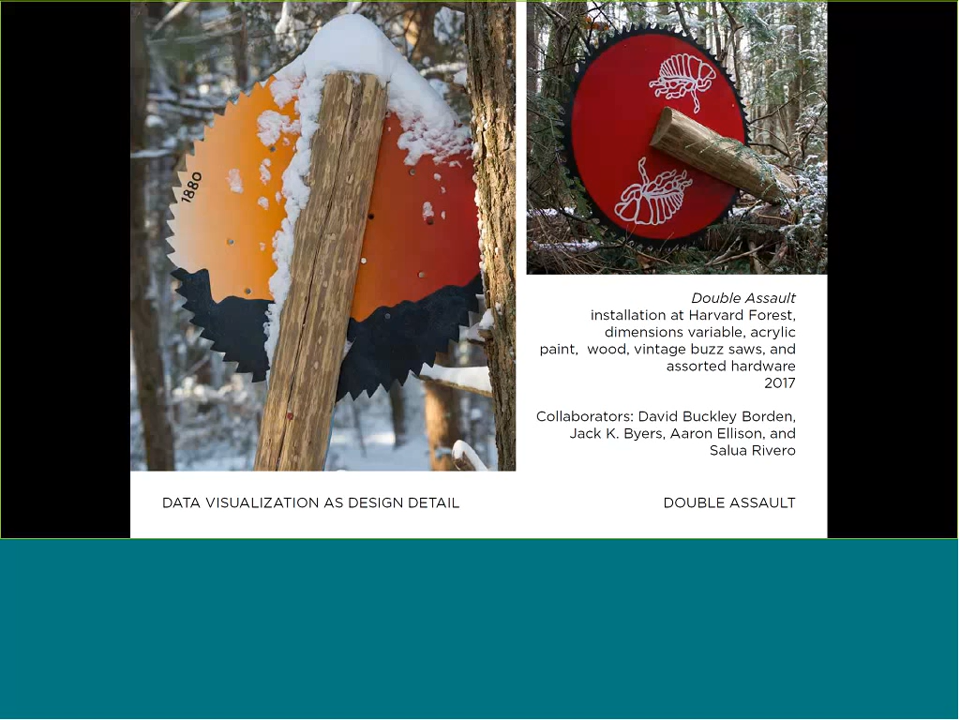 1880
Double Assault
installation at Harvard Forest,
dimensions variable, acrylic
paint, wood, vintage buzz saws, and
assorted hardware
2017
Collaborators: David Buckley Borden,
Jack K. Byers, Aaron Ellison, and
Salua Rivero
DATA VISUALIZATION AS DESIGN DETAIL
DOUBLE ASSAULT